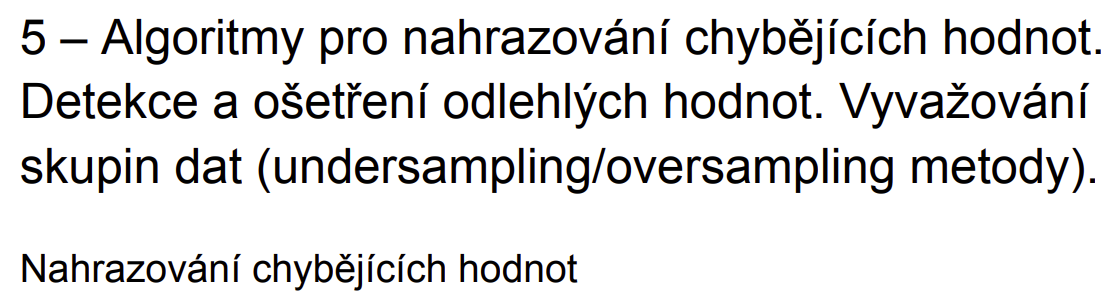 5 – Algoritmy pro nahrazování chybějících hodnot.
Detekce a ošetření odlehlých hodnot. Vyvažování
skupin dat (undersampling/oversampling metody).
Nahrazování chybějících hodnot